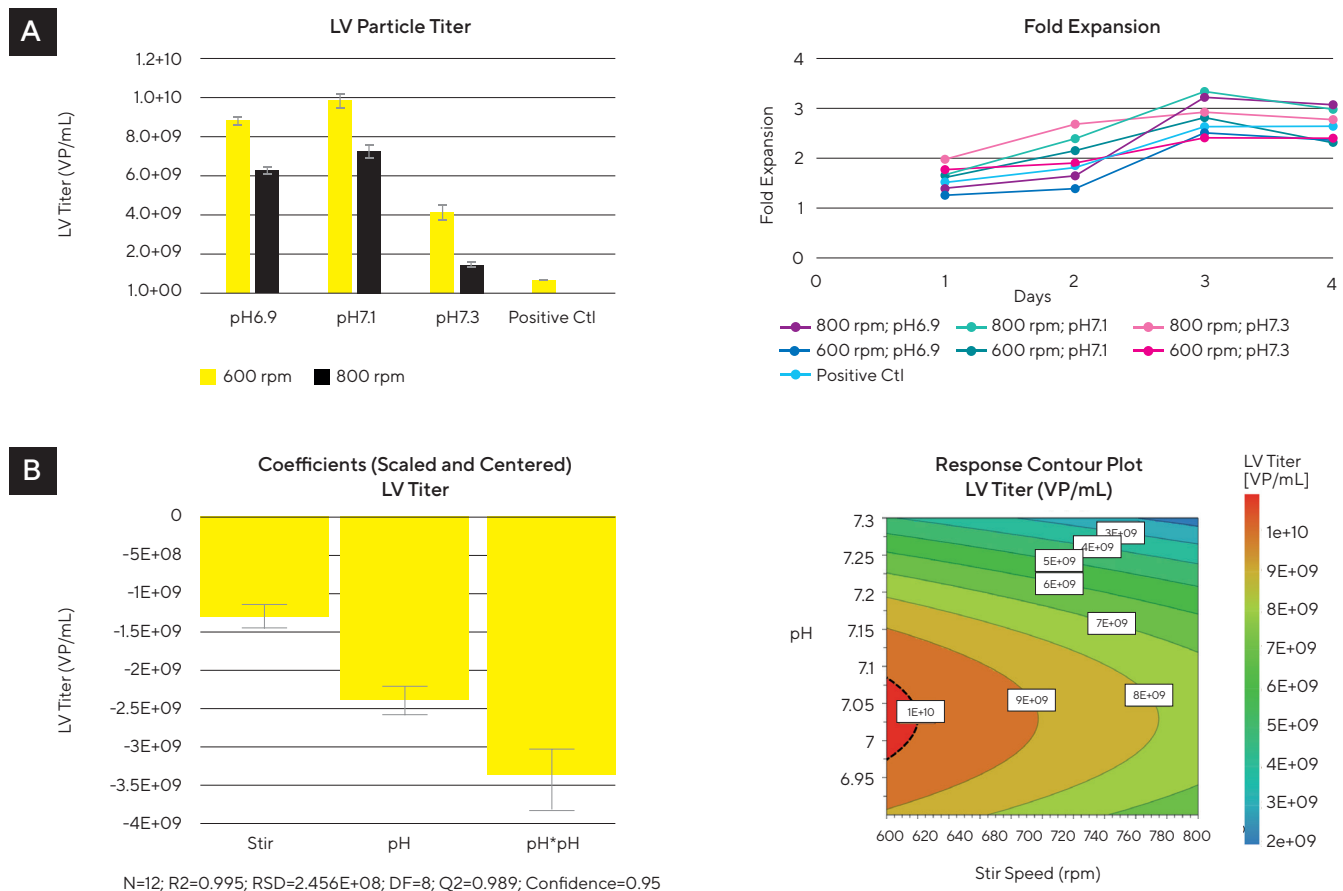 A
LV Particle Titer
LV Titer (VP/mL)
1.2+10
1.0+10
8.0+09
6.0+09
4.0+09
2.0+09
1.0+00
pH6.9
pH7.1
pH7.3
Positive Ctl
600 rpm
800 rpm
Fold Expansion
Fold Expansion
4
3
2
1
0
0
1
2
3
4
Days
800 rpm; pH6.9
800 rpm; pH7.1
800 rpm; pH7.3
600 rpm; pH6.9
600 rpm; pH7.1
600 rpm; pH7.3
Positive Ctl
B
Coefficients (Scaled and Centered)
LV Titer
LV Titer (VP/mL)
0
-5E+08
-1E+09
-1.5E+09
-2E+09
-2.5E+09
-3E+09
-3.5E+09
-4E+09
Stir
pH
pH*pH
N=12; R2=0.995; RSD=2.456E+08; DF=8; Q2=0.989; Confidence=0.95
Response Contour Plot
LV Titer (VP/mL)
pH
7.3
7.25
7.2
7.15
7.1
7.05
7
6.95
3E+09
4E+09
5E+09
6E+09
7E+09
8E+09
9E+09
1E+10
600 620 640 680 700 720 740 760 780 800
Stir Speed (rpm)
LV Titer
[VP/mL]
1e+10
9E+09
8E+09
7E+09
6E+09
5E+09
4E+09
3E+09
2e+09